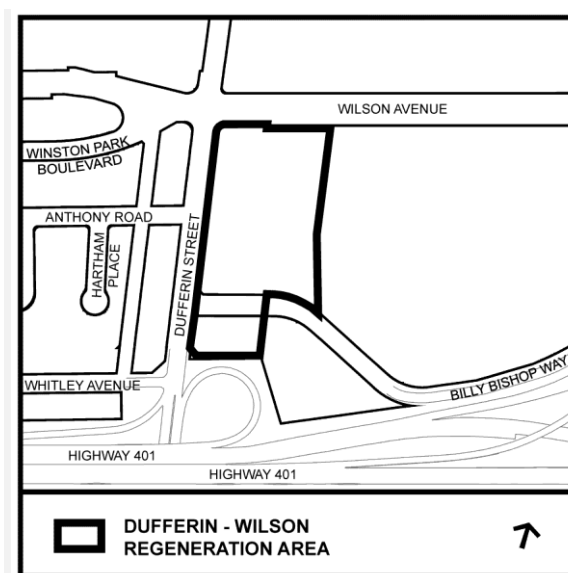 WILSON AVENUE
WINSTON PARK
BOULEVARD
ANTHONY ROAD
HARTHAM
PLACE
DUFFERIN STREET
WHITLEY AVENUE
BILLY BISHOP WAY
HIGHWAY 401
HIGHWAY 401
DUFFERIN - WILSON
REGENERATION AREA